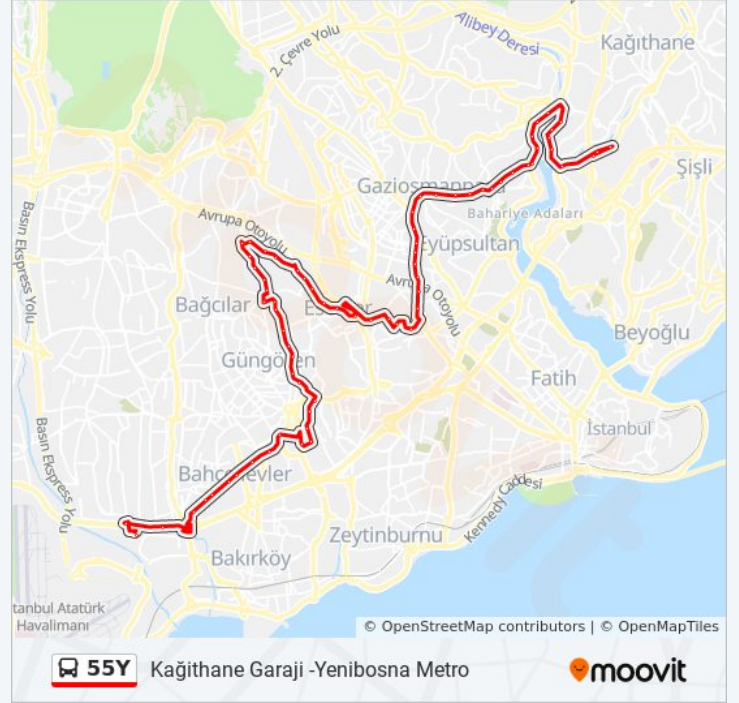 Alibey Deresi
Kağıthane
2. Çevre Yolu
Şişli
Gaziosmanpaşa
Bahariye Adaları
Avrupa Otoyolu
Eyüpsultan
Basın Ekspress Yolu
Avrupa Otoyolu
Bağcılar
Esenler
Beyoğlu
Güngören
Fatih
İstanbul
Basın Ekspress Yolu
Bahçelievler
Kennedy Caddesi
Zeytinburnu
Bakırköy
tanbul Atatürk
Havalimanı
© OpenStreetMap contributors | © OpenMapTiles
55Y Kağithane Garaji -Yenibosna Metro
moovit